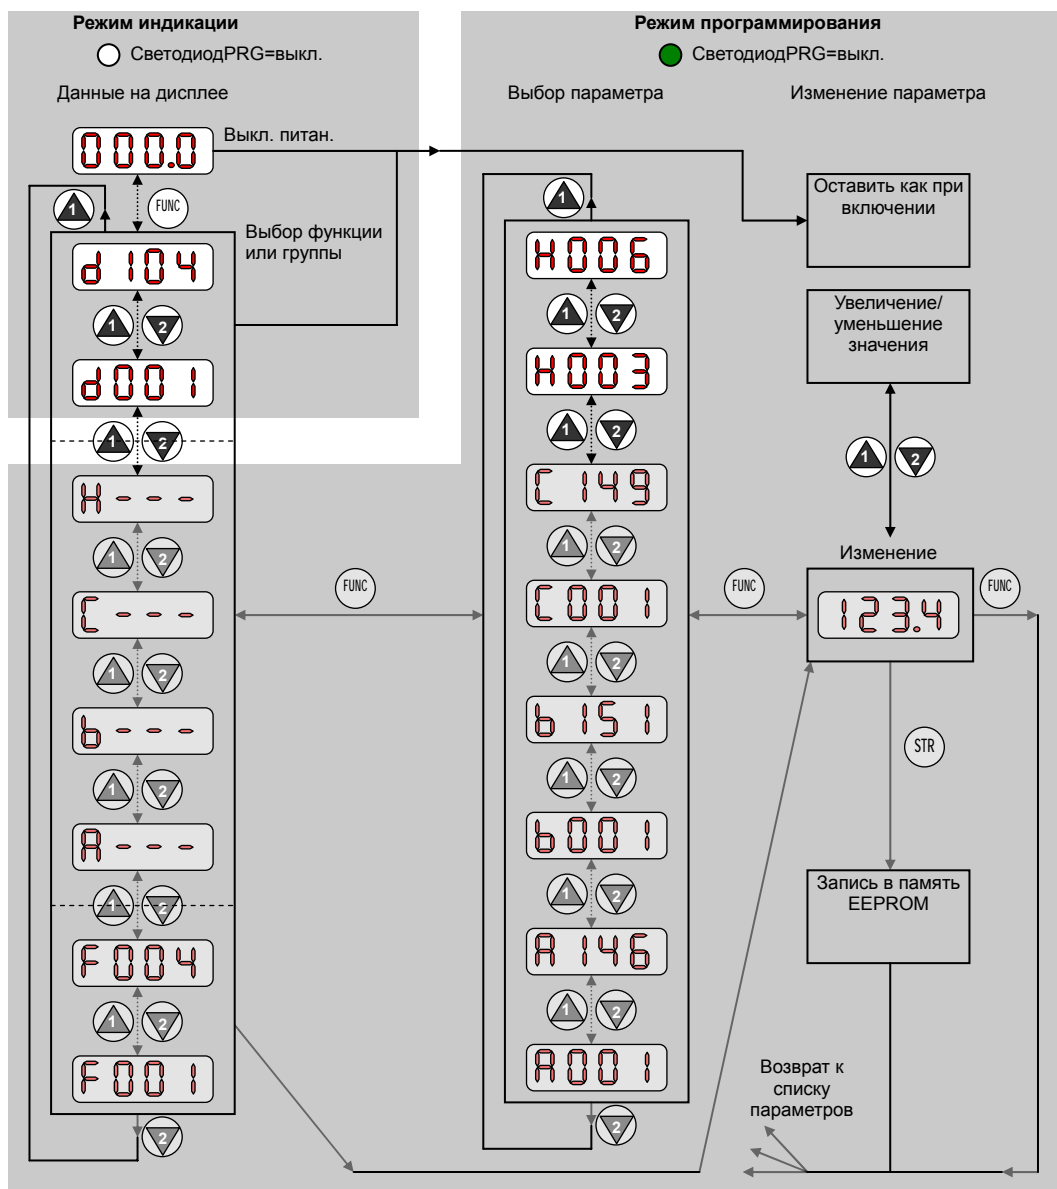 Режим индикации
СветодиодPRG=выкл.
Данные на дисплее
000.0
Выкл. питан.
1
FUNC
Выбор функции
или группы
d104
1 2
d001
1 2
H---
1 2
C---
1 2
b---
1 2
A---
1 2
F004
1 2
F001
2
FUNC
Режим программирования
СветодиодPRG=выкл.
Выбор параметра
1
H006
1 2
H003
1 2
C149
1 2
C001
1 2
b151
1 2
b001
1 2
A146
1 2
A001
2
FUNC
Изменение параметра
Оставить как при
включении
Увеличение/
уменьшение
значения
1 2
Изменение
123.4
FUNC
STR
Запись в память
EEPROM
Возврат к
списку
параметров